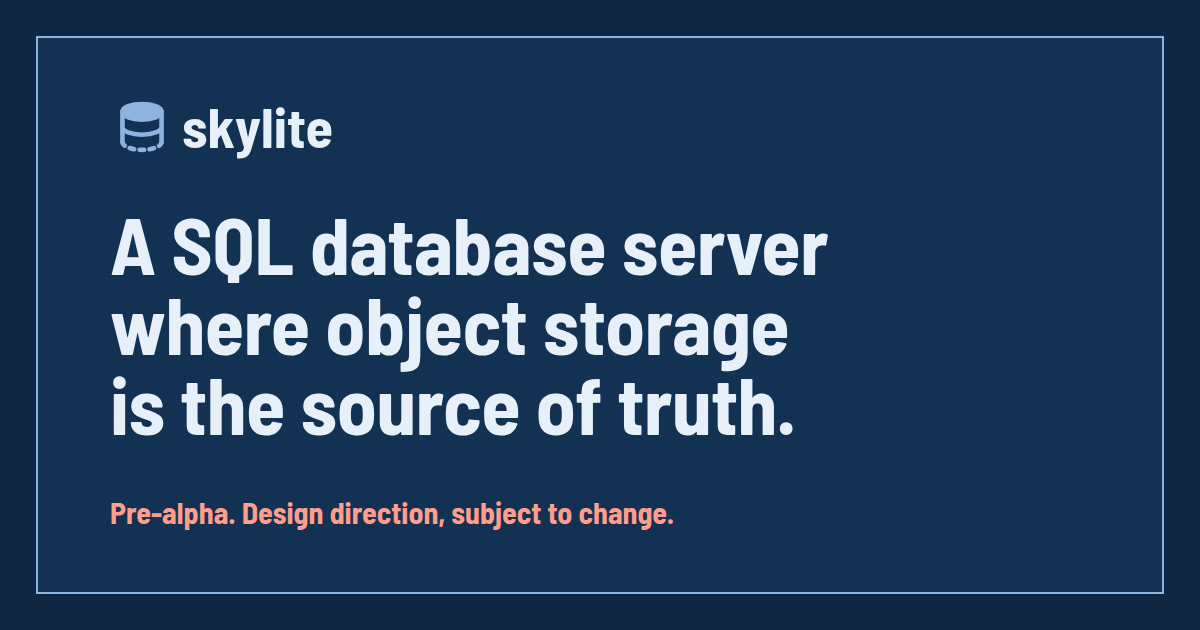 skylite
A SQL database server
where object storage
is the source of truth.
Pre-alpha. Design direction, subject to change.